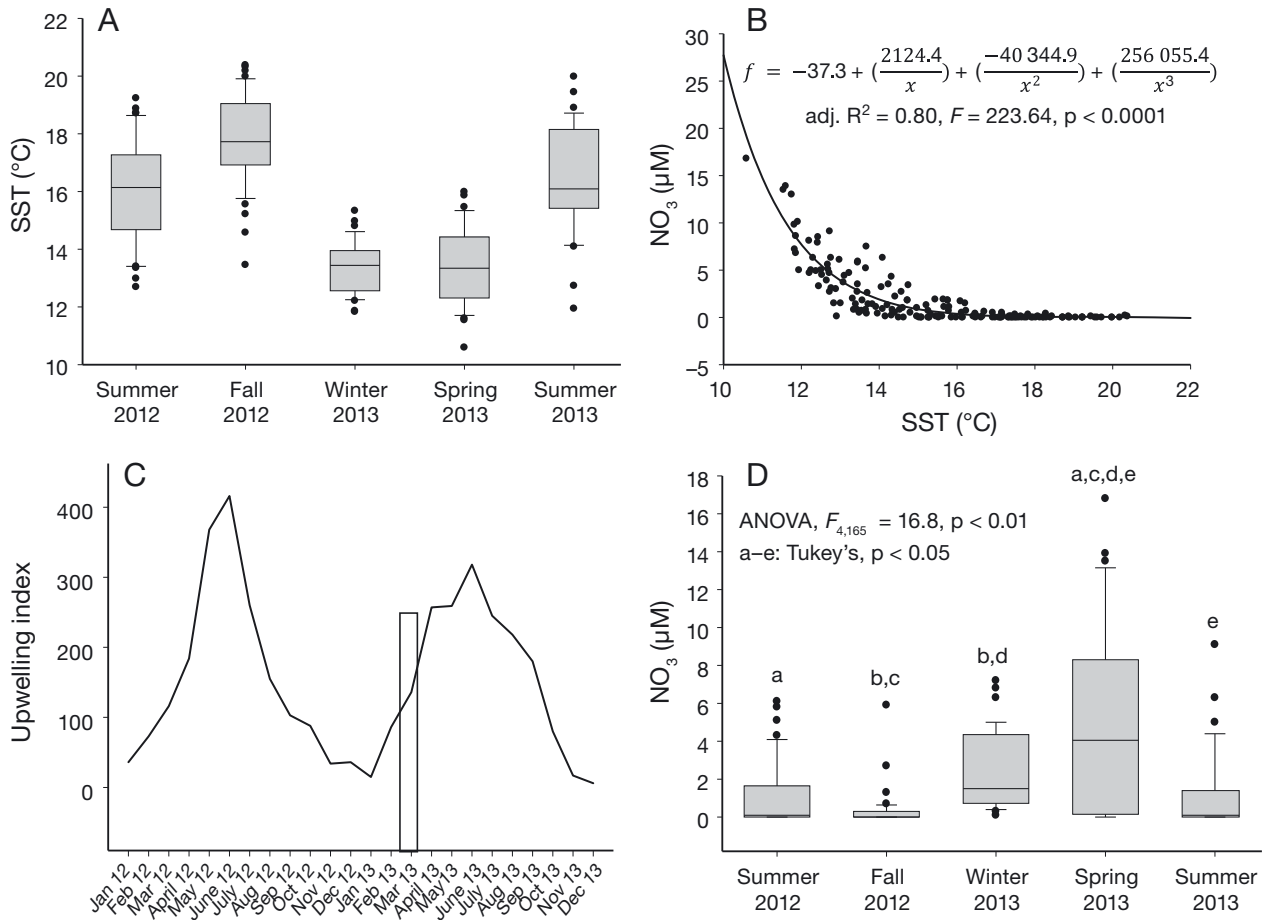 A
SST (°C)
22
20
18
16
14
12
10
Summer 2012
Fall 2012
Winter 2013
Spring 2013
Summer 2013
B
NO3 (µM)
30
25
20
15
10
5
0
–5
f = –37.3 + (2124.4/x) + (–40 344.9/x²) + (256 055.4/x³)
adj. R² = 0.80, F = 223.64, p < 0.0001
10 12 14 16 18 20 22
SST (°C)
C
Upwelling index
400
300
200
100
0
Jan 12
Feb 12
Mar 12
April 12
May 12
June 12
July 12
Aug 12
Sep 12
Oct 12
Nov 12
Dec 12
Jan 13
Feb 13
Mar 13
April 13
May13
June 13
July 13
Aug 13
Sep 13
Oct 13
Nov 13
Dec 13
D
NO3 (µM)
18
16
14
12
10
8
6
4
2
0
ANOVA, F4,165 = 16.8, p < 0.01
a–e: Tukey's, p < 0.05
a
b,c
b,d
a,c,d,e
e
Summer 2012
Fall 2012
Winter 2013
Spring 2013
Summer 2013